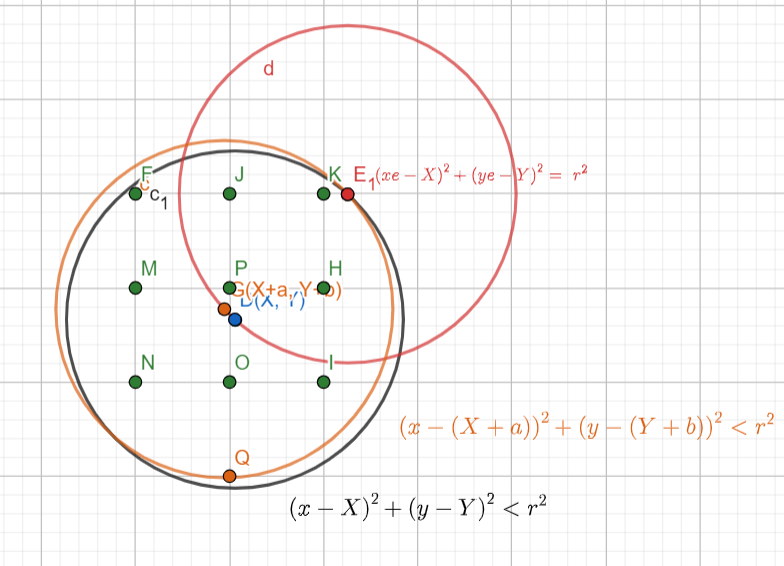 d
F J K E₁(xe − X)² + (ye − Y)² = r²
c c₁
M P H
G(X+a, Y+b)
D(X, Y)
N O I
(x − (X + a))² + (y − (Y + b))² < r²
Q
(x − X)² + (y − Y)² < r²